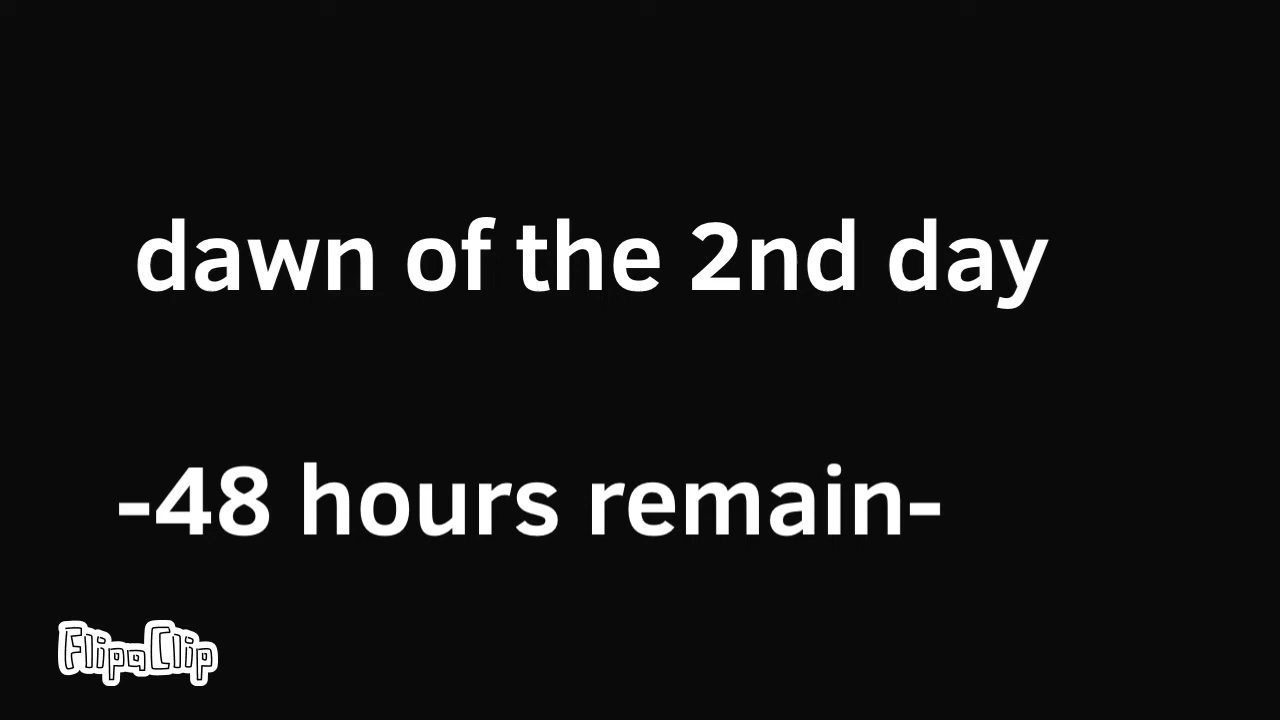 dawn of the 2nd day
-48 hours remain-
FlipaClip